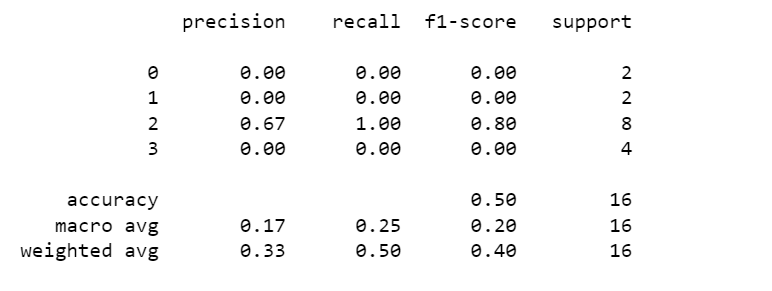 precision recall f1-score support
0 0.00 0.00 0.00 2
1 0.00 0.00 0.00 2
2 0.67 1.00 0.80 8
3 0.00 0.00 0.00 4
accuracy 0.50 16
macro avg 0.17 0.25 0.20 16
weighted avg 0.33 0.50 0.40 16